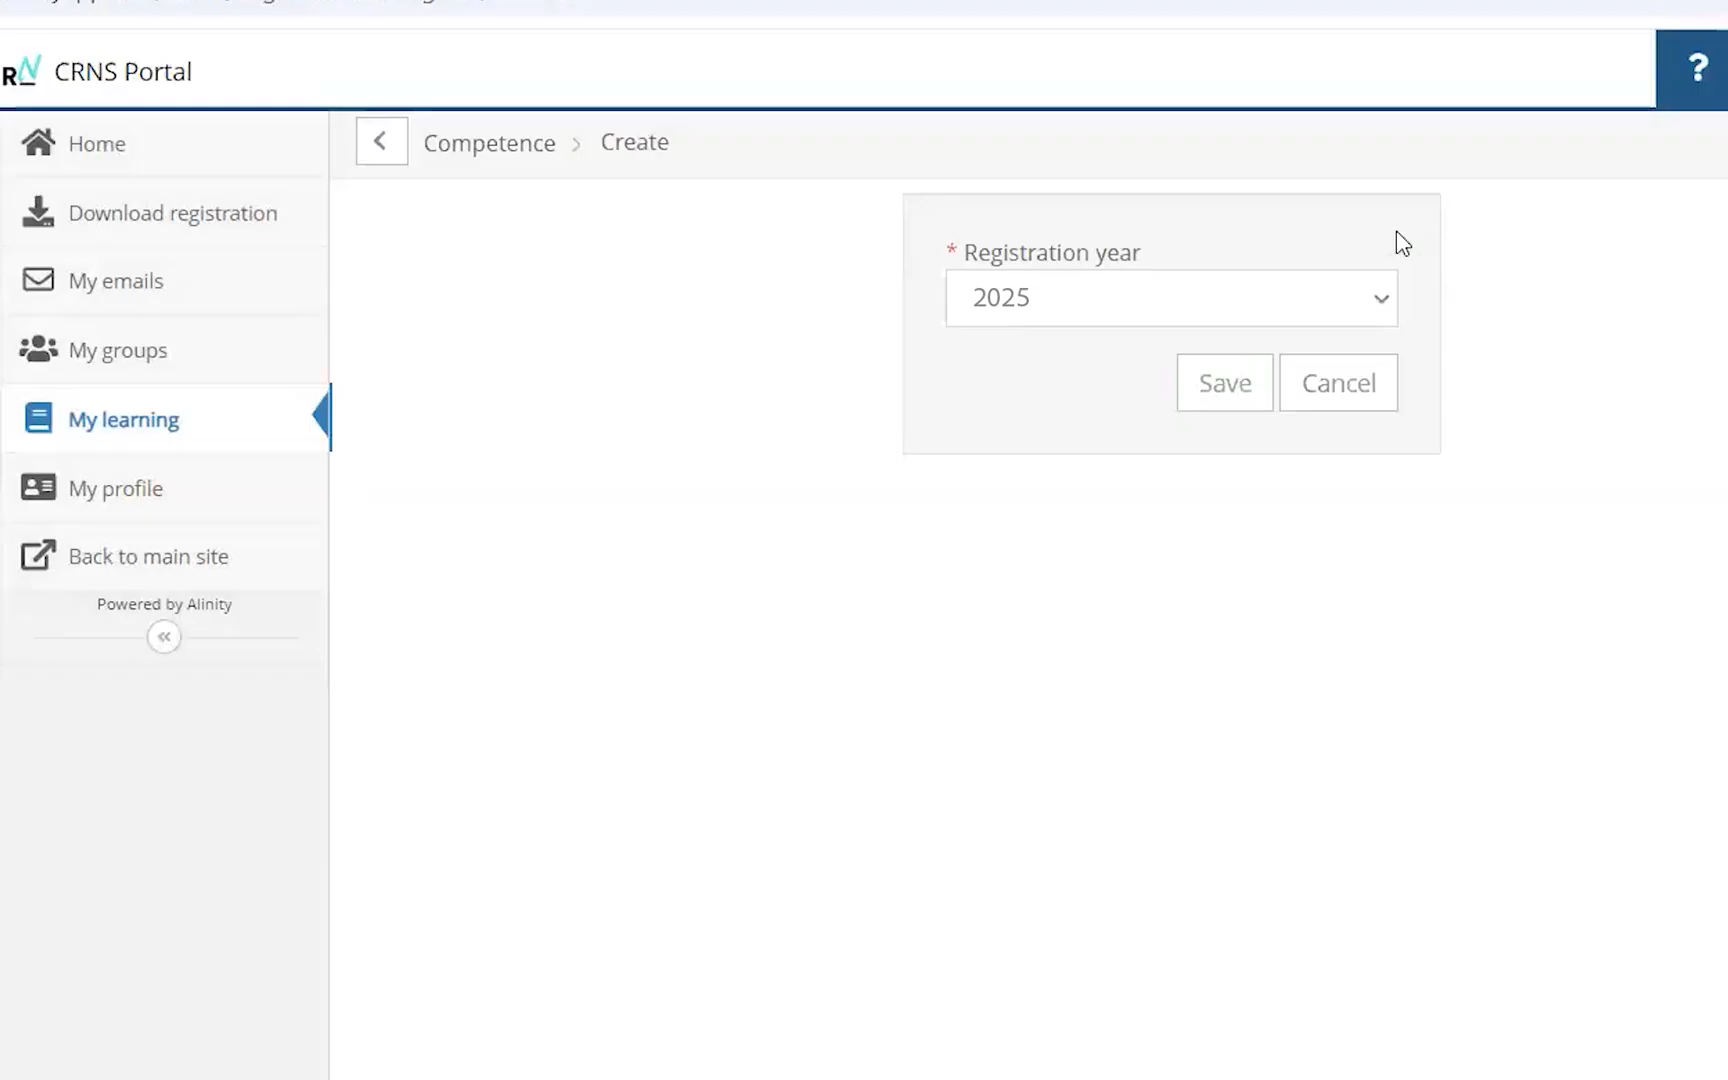 RN CRNS Portal
?
Home
Download registration
My emails
My groups
My learning
My profile
Back to main site
Powered by Alinity
«
Competence > Create
* Registration year
2025
Save Cancel